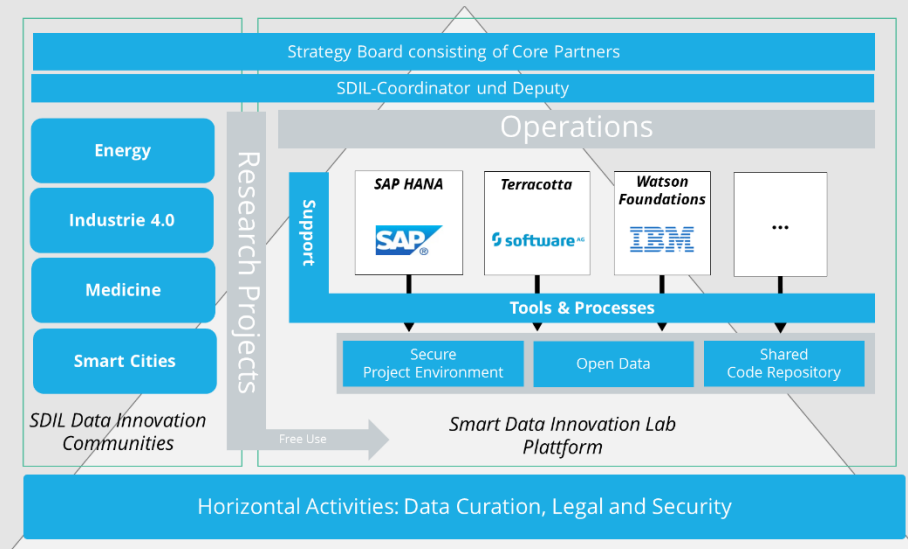 Strategy Board consisting of Core Partners
SDIL-Coordinator und Deputy
Operations
Energy
Industrie 4.0
Medicine
Smart Cities
SDIL Data Innovation
Communities
Research Projects
Free Use
Support
SAP HANA
SAP®
Terracotta
software AG
Watson
Foundations
IBM
...
Tools & Processes
Secure
Project Environment
Open Data
Shared
Code Repository
Smart Data Innovation Lab
Plattform
Horizontal Activities: Data Curation, Legal and Security